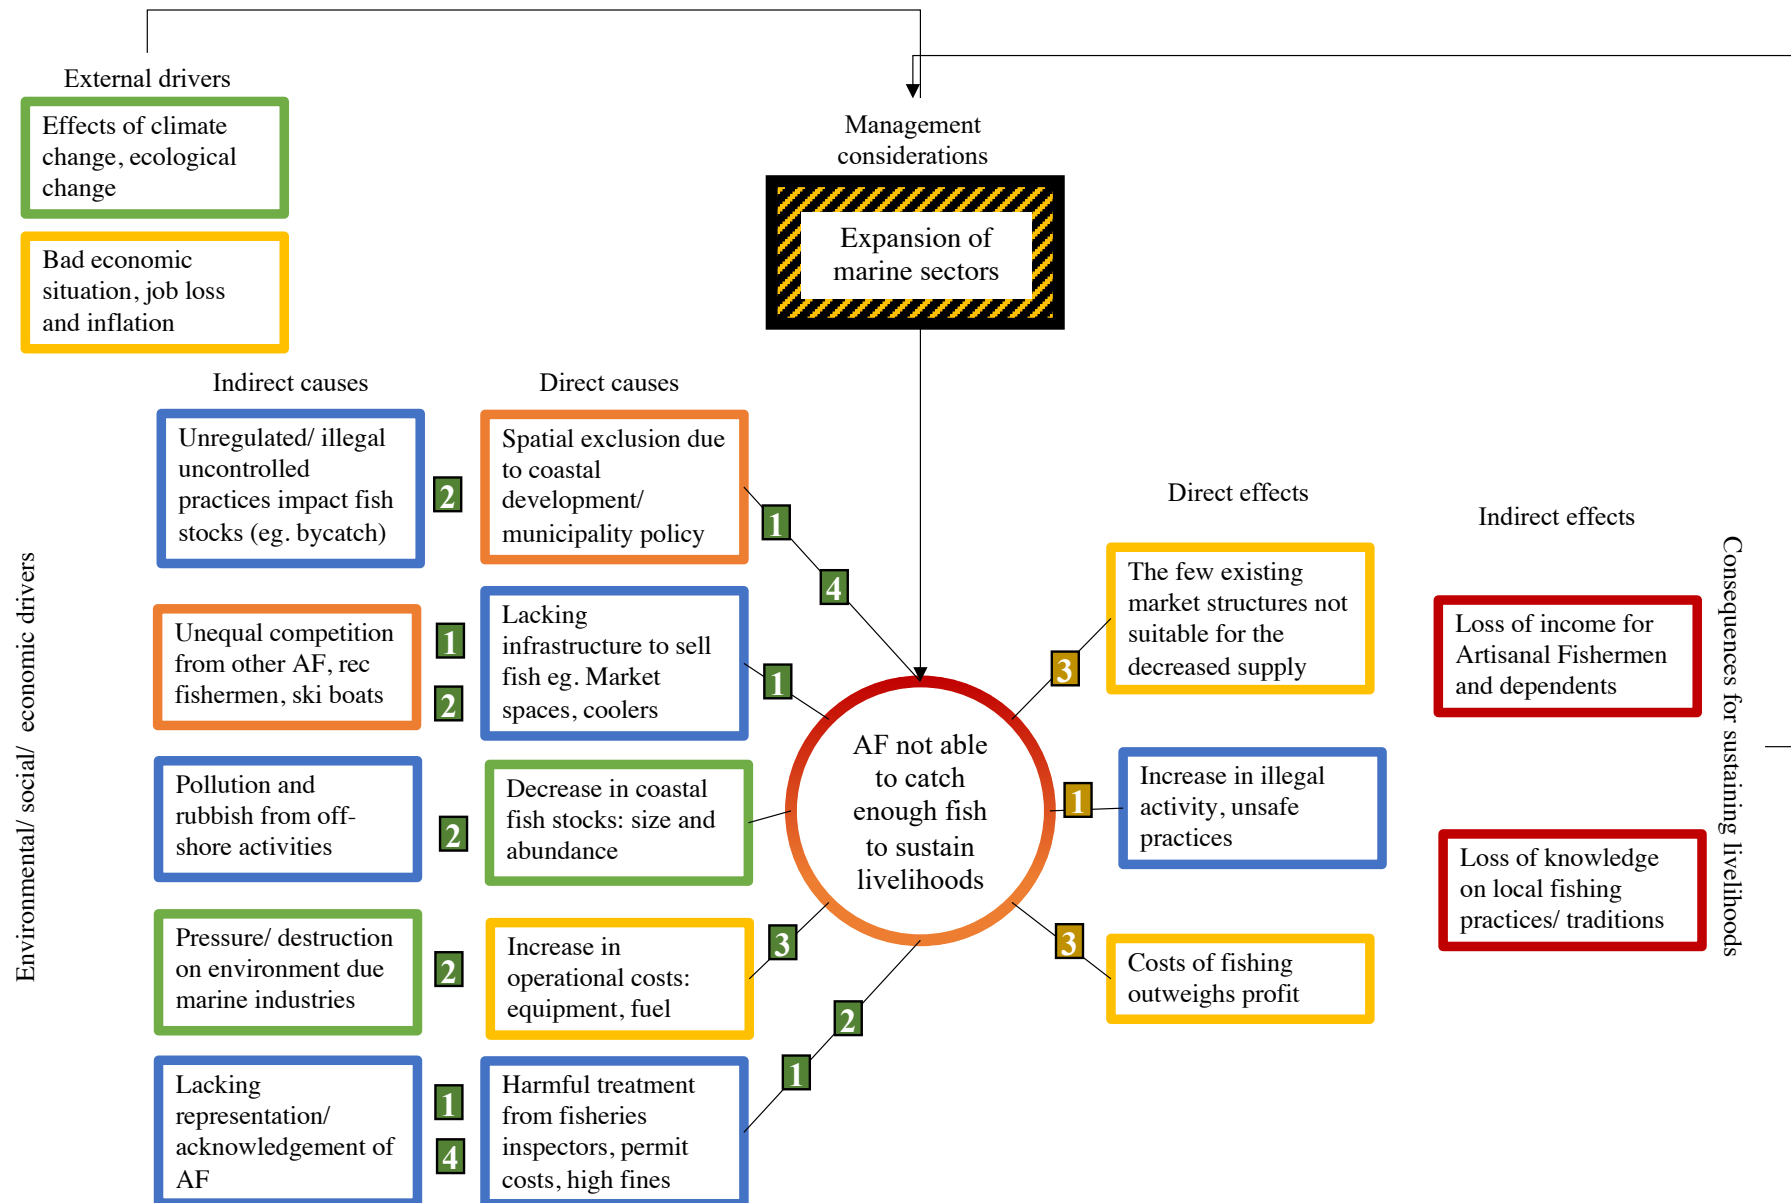 External drivers
Effects of climate
change, ecological
change
Bad economic
situation, job loss
and inflation
Management
considerations
Expansion of
marine sectors
Environmental/ social/ economic drivers
Indirect causes
Unregulated/ illegal
uncontrolled
practices impact fish
stocks (eg. bycatch)
2
Unequal competition
from other AF, rec
fishermen, ski boats
1
2
Pollution and
rubbish from off-
shore activities
2
Pressure/ destruction
on environment due
marine industries
2
Lacking
representation/
acknowledgement of
AF
1
4
Direct causes
Spatial exclusion due
to coastal
development/
municipality policy
1
4
Lacking
infrastructure to sell
fish eg. Market
spaces, coolers
1
Decrease in coastal
fish stocks: size and
abundance
Increase in
operational costs:
equipment, fuel
3
Harmful treatment
from fisheries
inspectors, permit
costs, high fines
1
2
AF not able
to catch
enough fish
to sustain
livelihoods
Direct effects
3
The few existing
market structures not
suitable for the
decreased supply
1
Increase in illegal
activity, unsafe
practices
3
Costs of fishing
outweighs profit
Indirect effects
Loss of income for
Artisanal Fishermen
and dependents
Loss of knowledge
on local fishing
practices/ traditions
Consequences for sustaining livelihoods